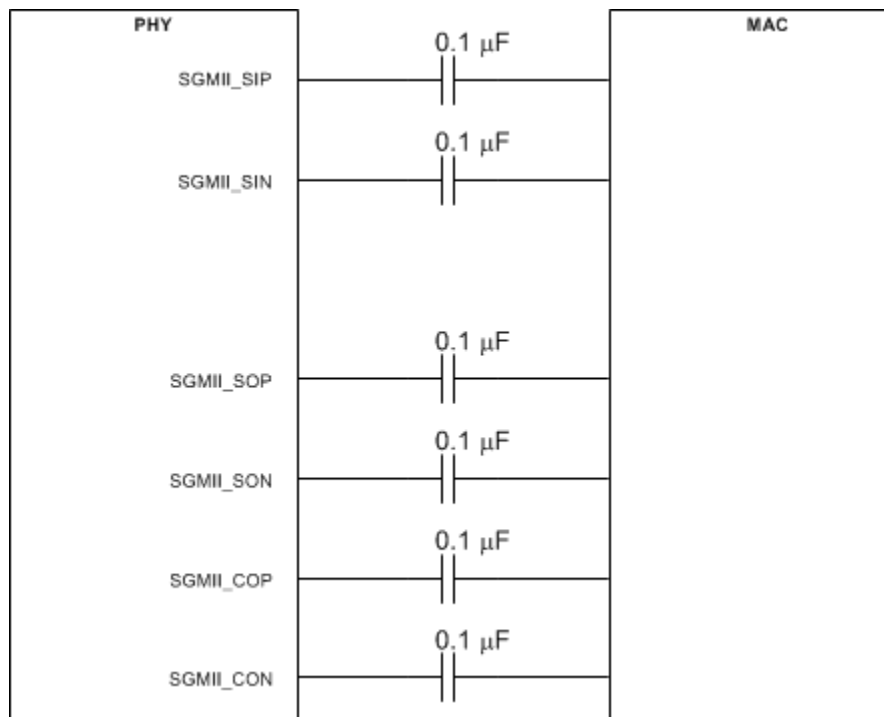 PHY
MAC
0.1 μF
SGMII_SIP
0.1 μF
SGMII_SIN
0.1 μF
SGMII_SOP
0.1 μF
SGMII_SON
0.1 μF
SGMII_COP
0.1 μF
SGMII_CON